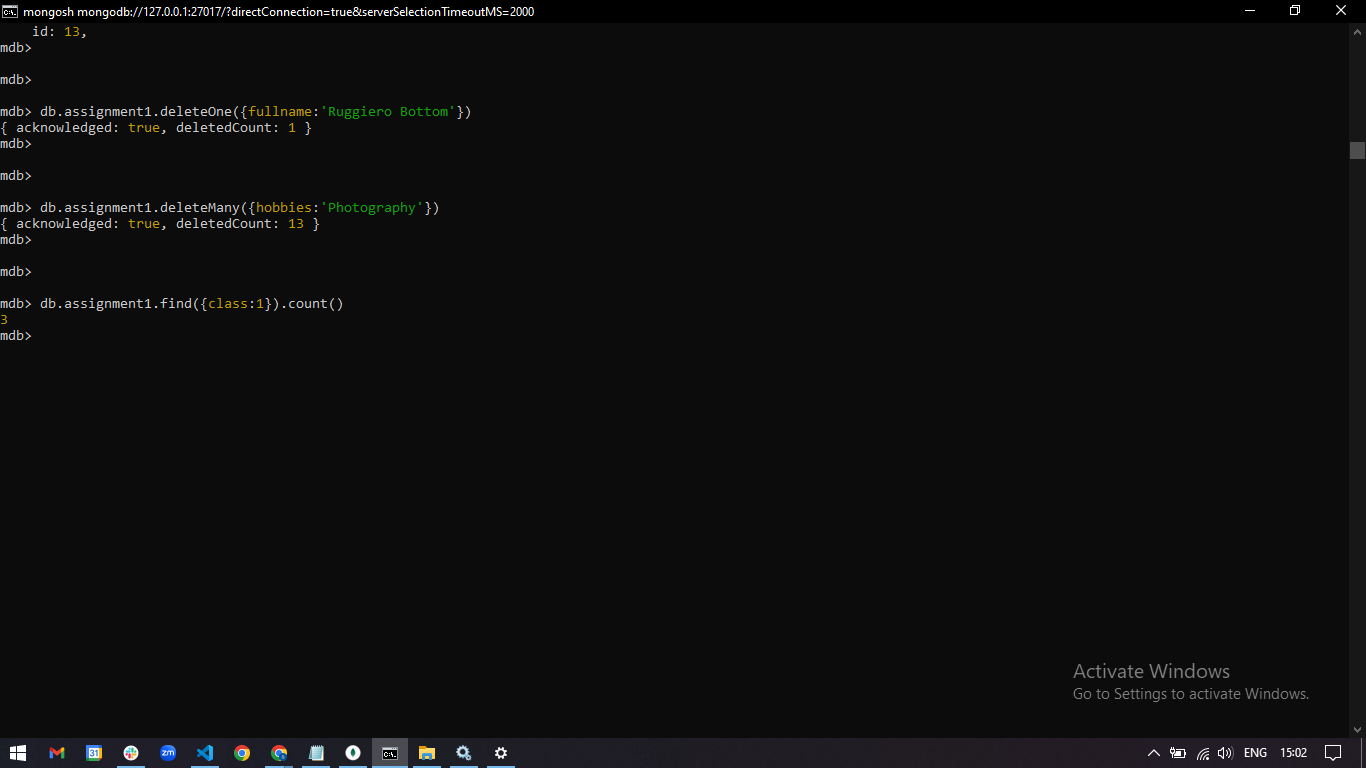 mongosh mongodb://127.0.0.1:27017/?directConnection=true&serverSelectionTimeoutMS=2000
id: 13,
mdb>
mdb>
mdb> db.assignment1.deleteOne({fullname:'Ruggiero Bottom'})
{ acknowledged: true, deletedCount: 1 }
mdb>
mdb>
mdb> db.assignment1.deleteMany({hobbies:'Photography'})
{ acknowledged: true, deletedCount: 13 }
mdb>
mdb>
mdb> db.assignment1.find({class:1}).count()
3
mdb>
Activate Windows
Go to Settings to activate Windows.
31
zm
C:\.
ENG
15:02